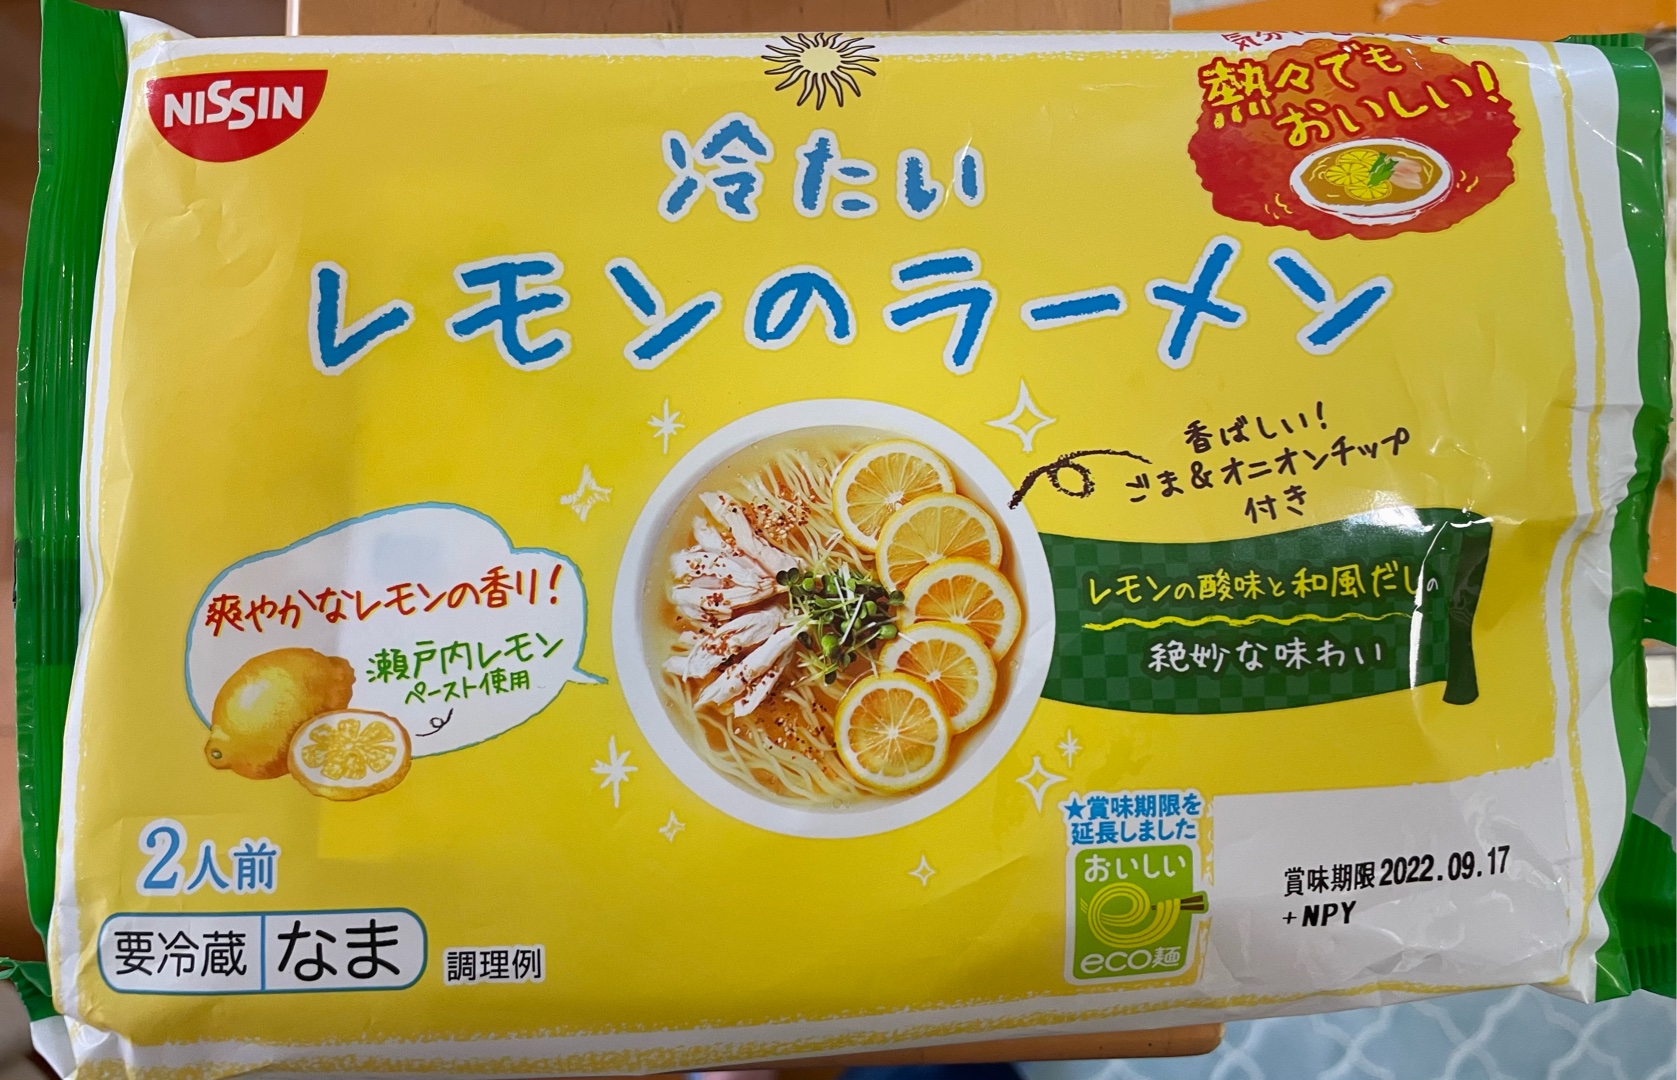 NISSIN
熱々でも
おいしい!
冷たい
レモンのラーメン
香ばしい!
ごま&オニオンチップ
付き
レモンの酸味と和風だしの
絶妙な味わい
爽やかなレモンの香り!
瀬戸内レモン
ペースト使用
2人前
要冷蔵 なま 調理例
★賞味期限を
延長しました
おいしい
eco麺
賞味期限2022.09.17
+NPY